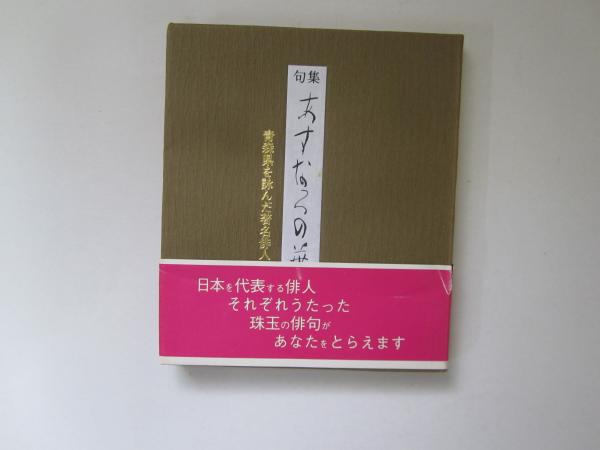 句集
あすなろの
青森県を詠んだ著名俳人
日本を代表する俳人
それぞれうたった
珠玉の俳句が
あなたをとらえます